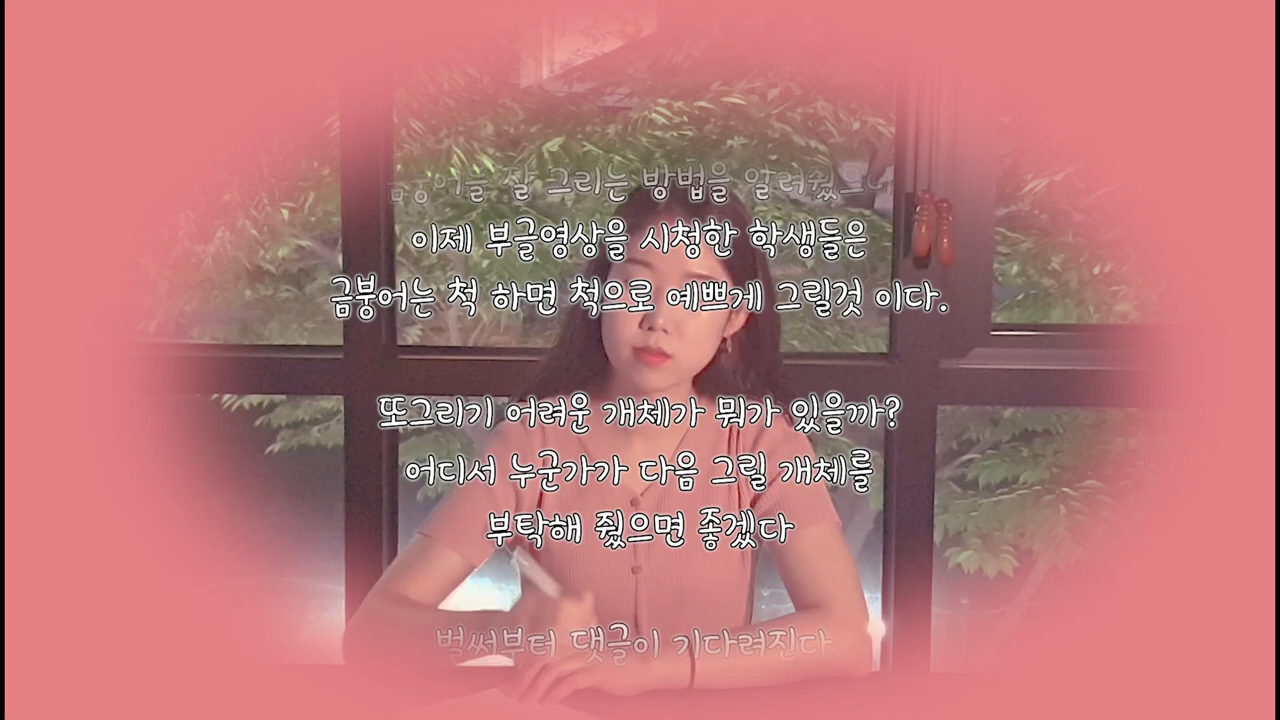 금붕어를 잘 그리는 방법을 알려줬으니
이제 부글영상을 시청한 학생들은
금붕어는 척 하면 척으로 예쁘게 그릴것 이다.
또그리기 어려운 개체가 뭐가 있을까?
어디서 누군가가 다음 그릴 개체를
부탁해 줬으면 좋겠다
벌써부터 댓글이 기다려진다.